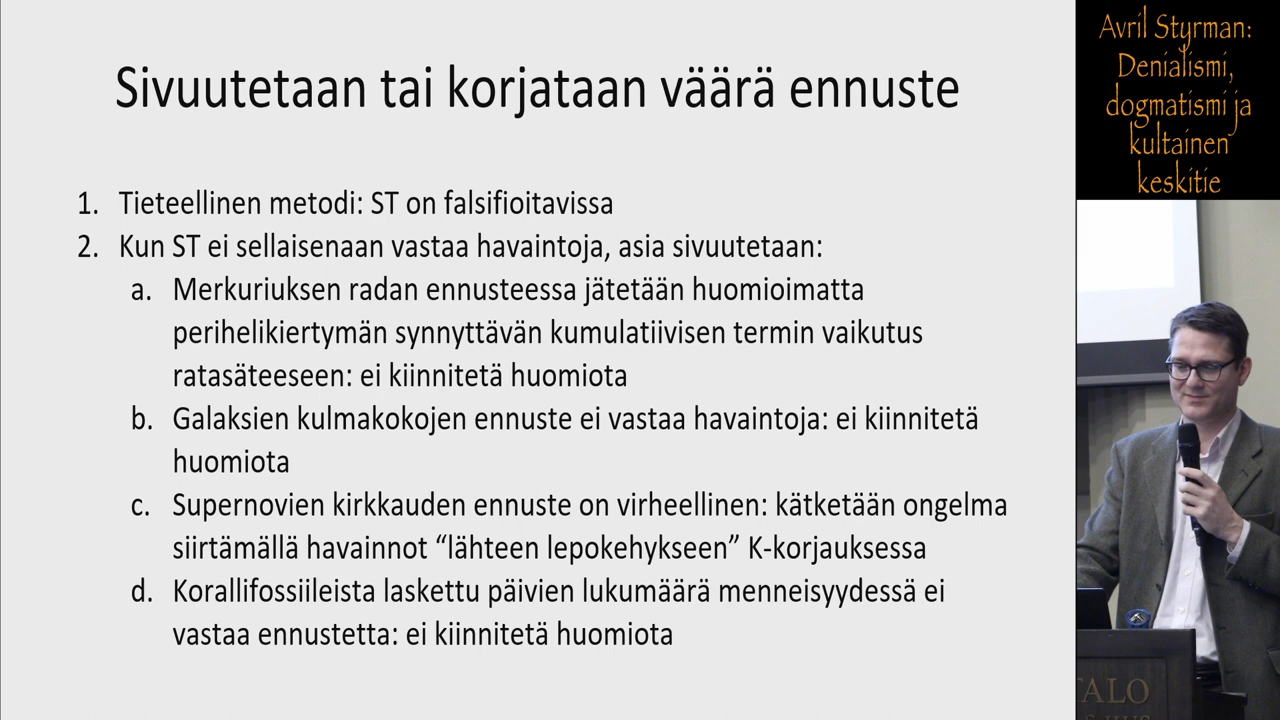 Sivuutetaan tai korjataan väärä ennuste
1. Tieteellinen metodi: ST on falsifioitavissa
2. Kun ST ei sellaisenaan vastaa havaintoja, asia sivuutetaan:
a. Merkuriuksen radan ennusteessa jätetään huomioimatta
perihelikiertymän synnyttävän kumulatiivisen termin vaikutus
ratasäteeseen: ei kiinnitetä huomiota
b. Galaksien kulmakokojen ennuste ei vastaa havaintoja: ei kiinnitetä
huomiota
c. Supernovien kirkkauden ennuste on virheellinen: kätketään ongelma
siirtämällä havainnot “lähteen lepokehykseen” K-korjauksessa
d. Korallifossiileista laskettu päivien lukumäärä menneisyydessä ei
vastaa ennustetta: ei kiinnitetä huomiota
Avril Styrman:
Denialismi,
dogmatismi ja
kultainen
keskitie
TALO